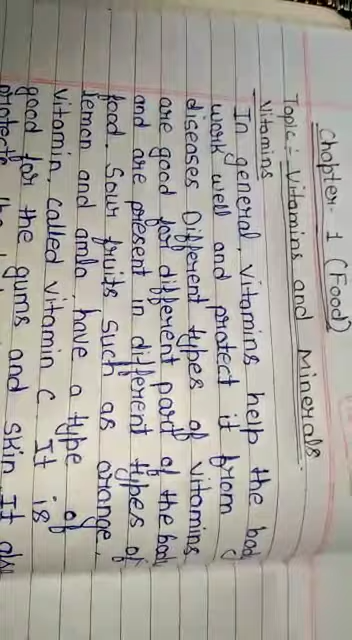 Chapter- 1 (Food)
Topic:- Vitamins and Minerals.
Vitamins
In general, vitamins help the body
work well and protect it from
diseases Different types of vitamins
are good for different part of the body
and are present in different types of
food. Sour fruits, such as orange,
lemon and amla, have a type of
vitamin called vitamin C It is
good for the gums and skin. It also
protects the